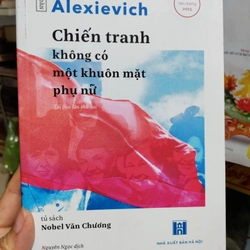 Alexievich
Chiến tranh
không có
một khuôn mặt
phụ nữ
tủ sách
Nobel Văn Chương
Nguyên Ngọc dịch
NHÀ XUẤT BẢN HÀ NỘI